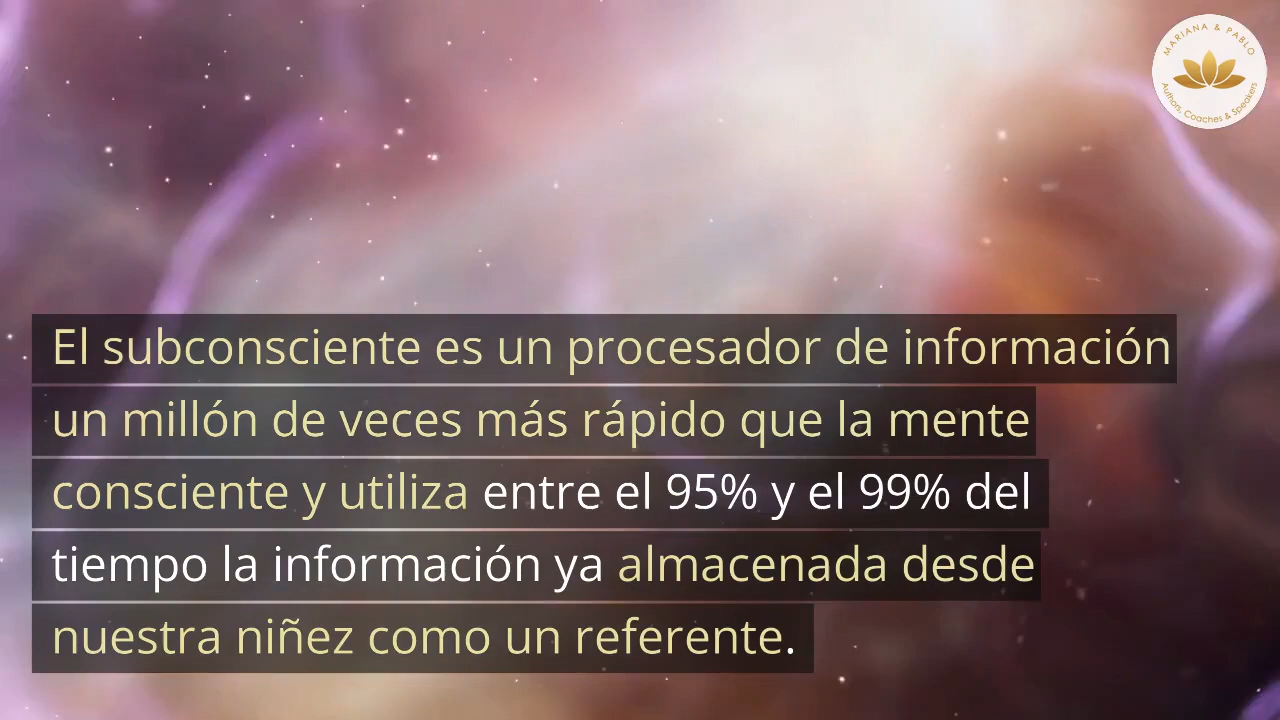 MARIANA & PABLO
Authors, Coaches & Speakers
El subconsciente es un procesador de información
un millón de veces más rápido que la mente
consciente y utiliza entre el 95% y el 99% del
tiempo la información ya almacenada desde
nuestra niñez como un referente.